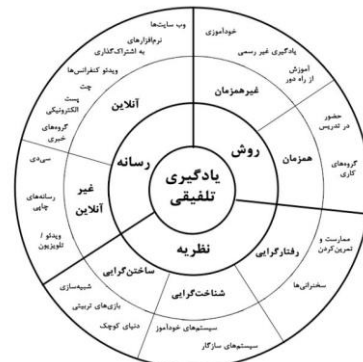 یادگیری
تلفیقی
روش
رسانه
نظریه
غیرهمزمان
همزمان
آنلاین
غیر
آنلاین
رفتارگرایی
شناخت‌گرایی
ساختن‌گرایی
خودآموزی
یادگیری غیر رسمی
آموزش
از راه دور
حضور
در تدریس
گروه‌های
کاری
ممارست و
تمرین‌کردن
سخنرانی‌ها
سیستم‌های خودآموز
سیستم‌های سازگار
شبیه‌سازی
بازی‌های تربیتی
دنیای کوچک
وب سایت‌ها
نرم‌افزارهای
به اشتراک‌گذاری
ویدئو کنفرانس‌ها
چت
پست
الکترونیکی
گروه‌های
خبری
سی‌دی
رسانه‌های
چاپی
ویدئو /
تلویزیون